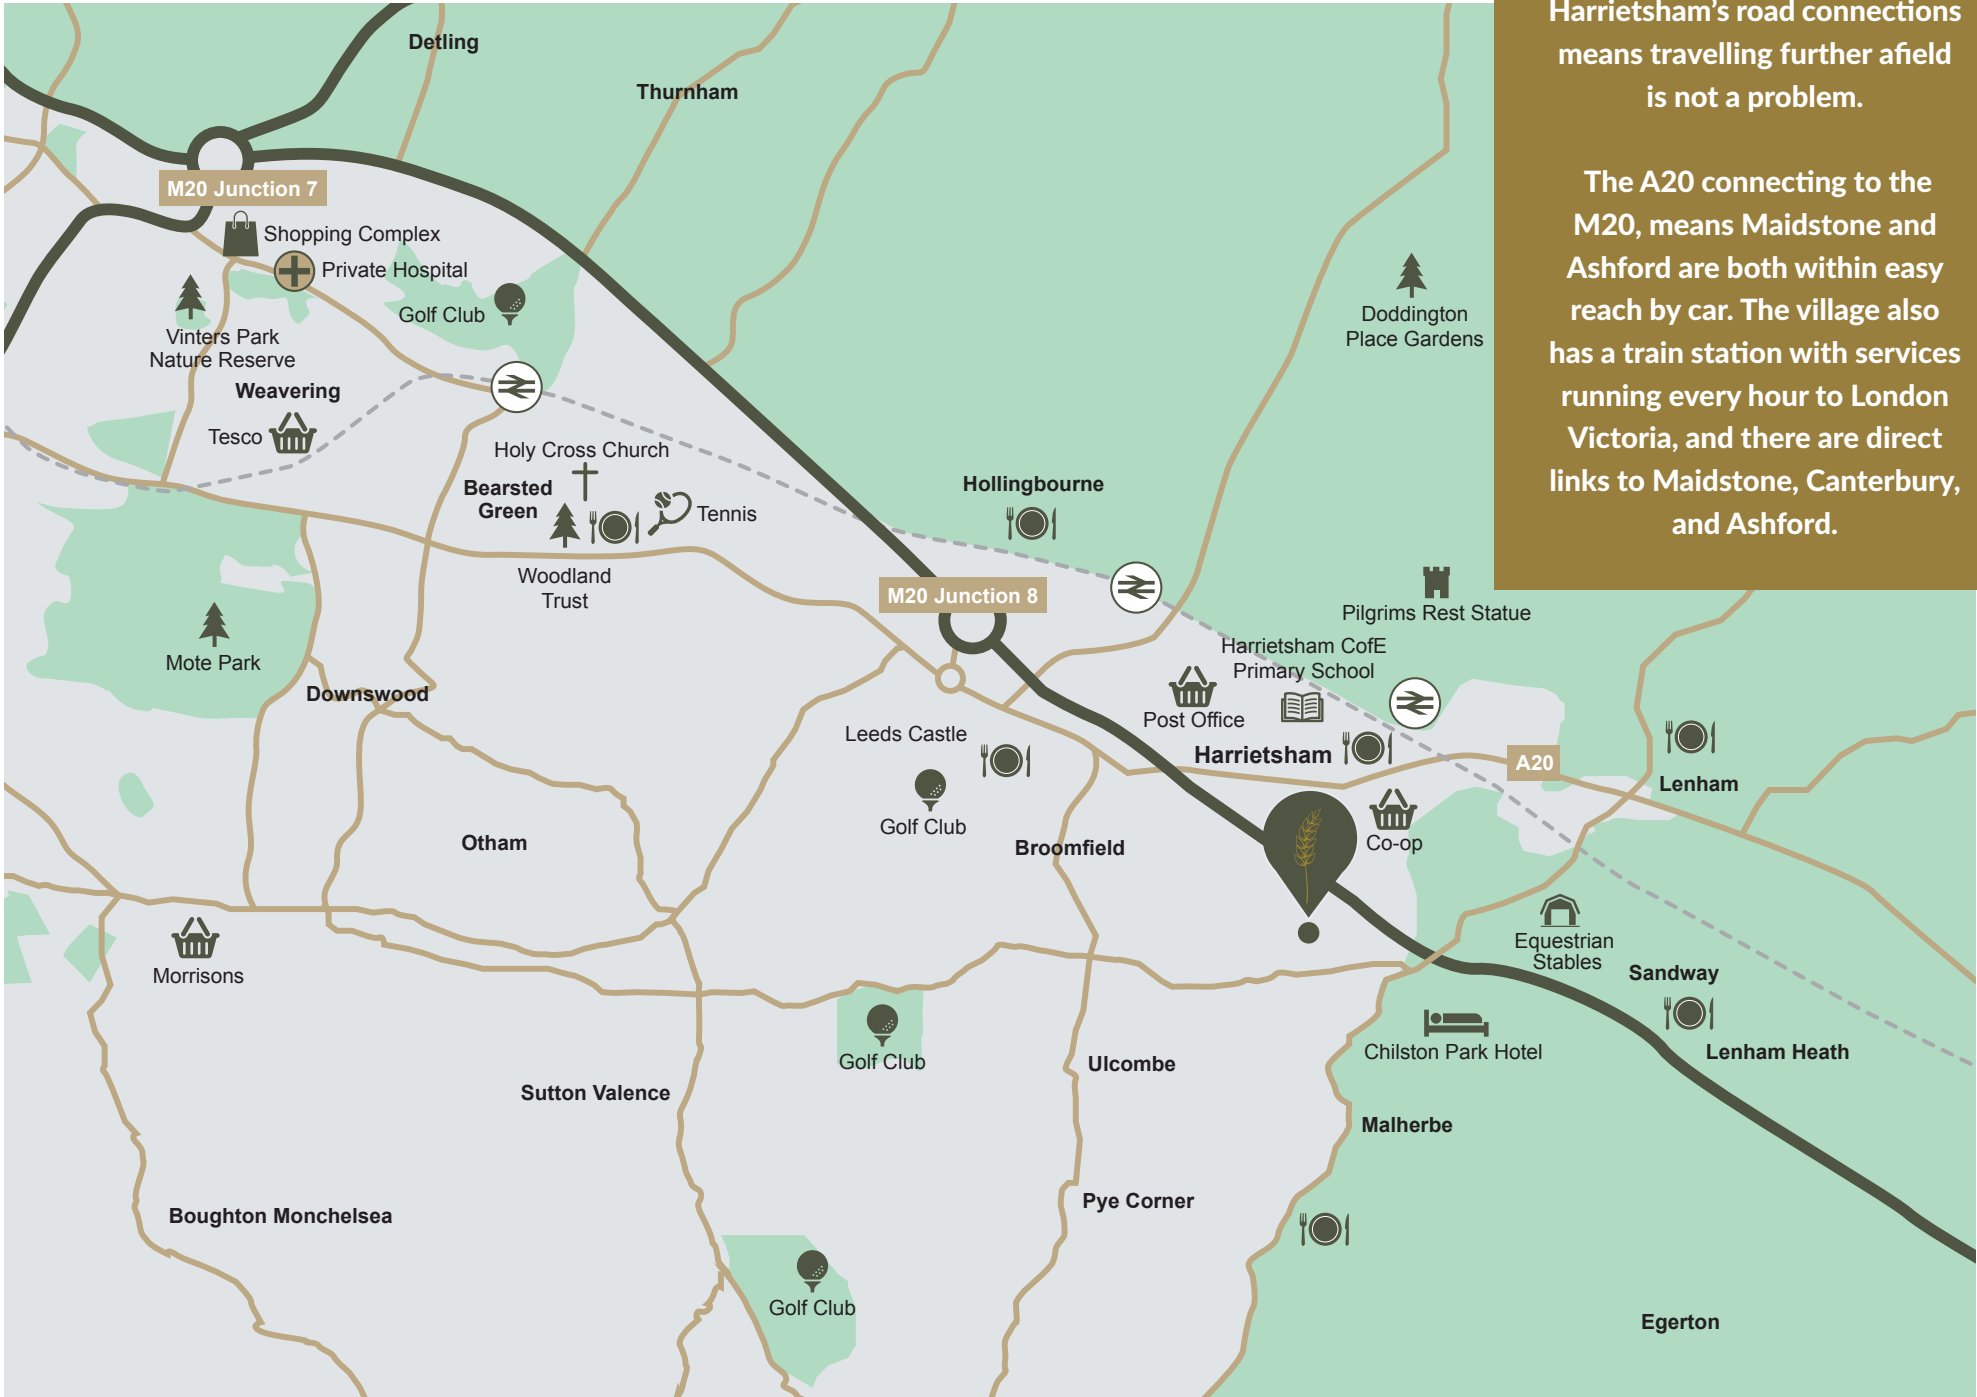 Harrietsham’s road connections
means travelling further afield
is not a problem.
The A20 connecting to the
M20, means Maidstone and
Ashford are both within easy
reach by car. The village also
has a train station with services
running every hour to London
Victoria, and there are direct
links to Maidstone, Canterbury,
and Ashford.
Detling
Thurnham
M20 Junction 7
Shopping Complex
Private Hospital
Golf Club
Vinters Park
Nature Reserve
Weavering
Tesco
Doddington
Place Gardens
Holy Cross Church
Bearsted
Green
Tennis
Woodland
Trust
Hollingbourne
M20 Junction 8
Pilgrims Rest Statue
Harrietsham CofE
Primary School
Mote Park
Downswood
Post Office
Leeds Castle
Harrietsham
A20
Lenham
Golf Club
Otham
Broomfield
Co-op
Morrisons
Equestrian
Stables
Sandway
Golf Club
Ulcombe
Chilston Park Hotel
Lenham Heath
Sutton Valence
Malherbe
Pye Corner
Boughton Monchelsea
Golf Club
Egerton